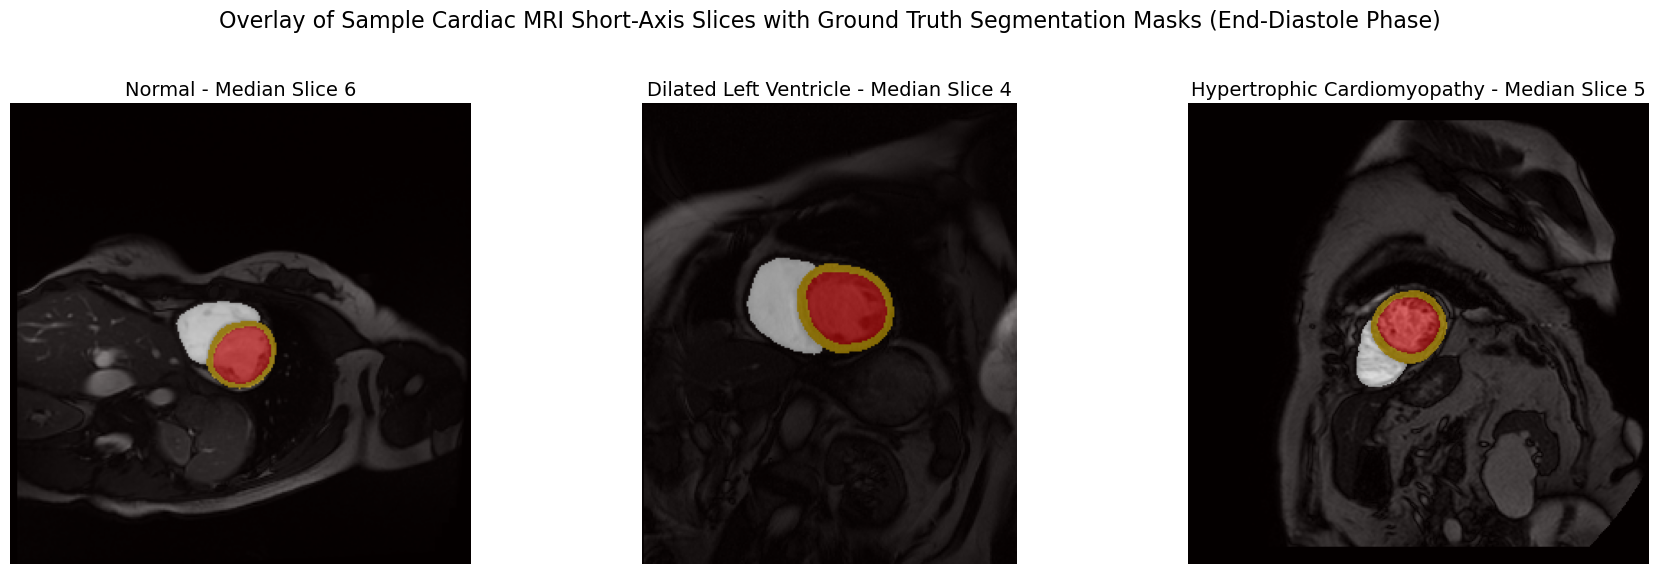 Overlay of Sample Cardiac MRI Short-Axis Slices with Ground Truth Segmentation Masks (End-Diastole Phase)
Normal - Median Slice 6
Dilated Left Ventricle - Median Slice 4
Hypertrophic Cardiomyopathy - Median Slice 5